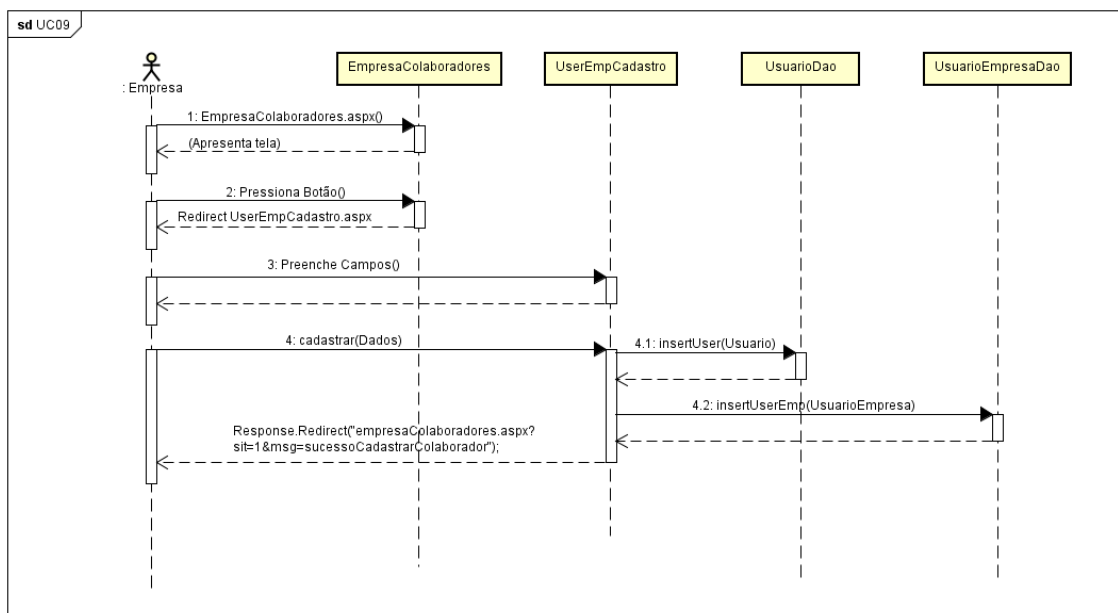 sd UC09
EmpresaColaboradores
UserEmpCadastro
UsuarioDao
UsuarioEmpresaDao
: Empresa
1: EmpresaColaboradores.aspx()
(Apresenta tela)
2: Pressiona Botão()
Redirect UserEmpCadastro.aspx
3: Preenche Campos()
4: cadastrar(Dados)
4.1: insertUser(Usuario)
4.2: insertUserEmp(UsuarioEmpresa)
Response.Redirect("empresaColaboradores.aspx?
sit=1&msg=sucessoCadastrarColaborador");